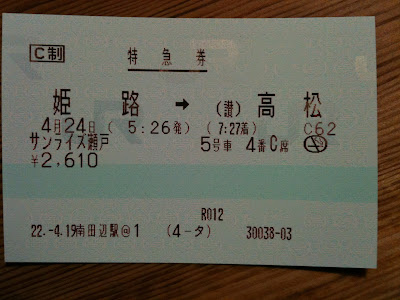 C制
特急券
姫路 → (讃)高松
4月24日 ( 5:26発) ( 7:27着) C62
サンライズ瀬戸 5号車 4番C席
¥2,610
R012
22.-4.19南田辺駅@1 (4-タ) 30038-03